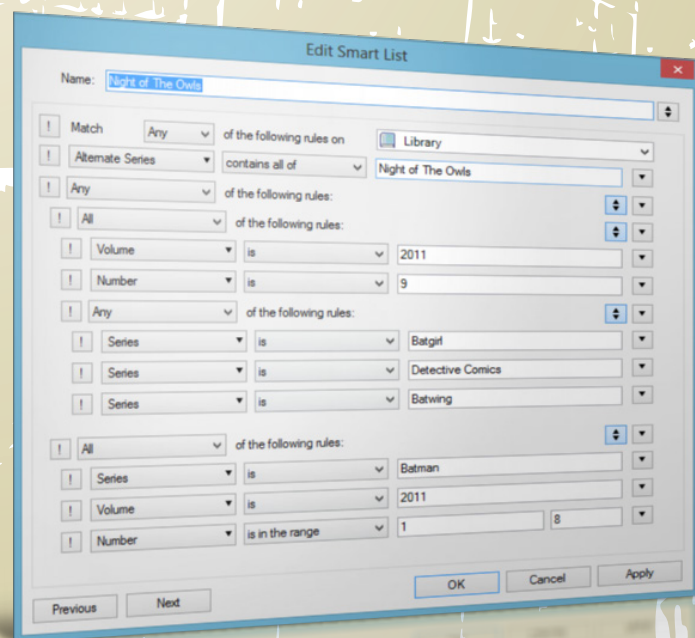 Edit Smart List
Name: Night of The Owls
! Match Any of the following rules on Library
! Alternate Series contains all of Night of The Owls
! Any of the following rules:
! All of the following rules:
! Volume is 2011
! Number is 9
! Any of the following rules:
! Series is Batgirl
! Series is Detective Comics
! Series is Batwing
! All of the following rules:
! Series is Batman
! Volume is 2011
! Number is in the range 1 8
Previous Next OK Cancel Apply